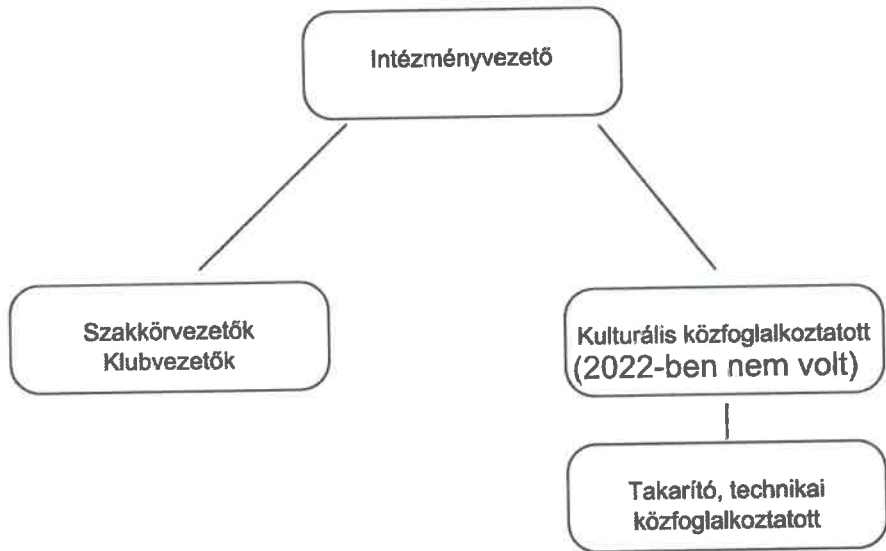 Intézményvezető
Szakkörvezetők
Klubvezetők
Kulturális közfoglalkoztatott
(2022-ben nem volt)
Takarító, technikai
közfoglalkoztatott